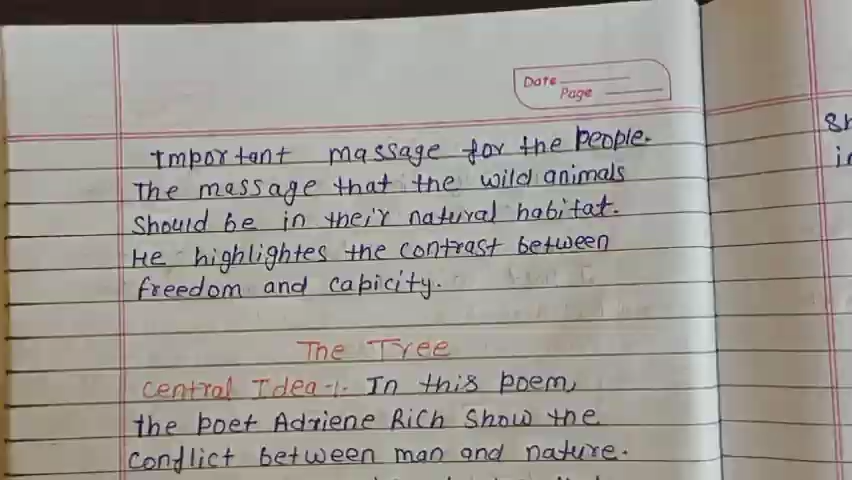 Date
Page
Important massage for the people.
The massage that the wild animals
Should be in their natural habitat.
He highlightes the contrast between
freedom and capicity.
The Tree
Central Idea-1. In this poem,
the poet Adriene Rich Show the
Conflict between man and nature.